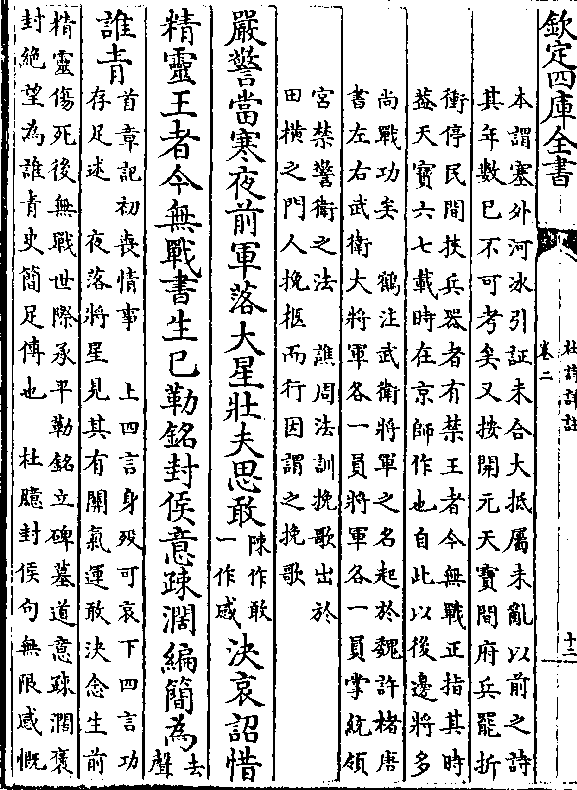 欽定四庫全書
杜詩詳註
卷二
十二
本謂塞外河冰引証未合大抵屬未亂以前之詩
其年數已不可考矣又按開元天寶間府兵罷折
衝停民間挾兵器者有禁王者今無戰正指其時
蓋天寶六七載時在京師作也自此以後邊將多
尚戰功矣 鶴注武衛將軍之名起於魏許褚唐
書左右武衛大將軍各一員將軍各一員掌統領
宮禁警衛之法 譙周法訓挽歌出於
田橫之門人挽柩而行因謂之挽歌
嚴警當寒夜前軍落大星壯夫思敢
陳作敢
一作感
決哀詔惜
精靈王者今無戰書生已勒銘封侯意疎濶編簡為
去
聲
誰青
首章記初喪情事 上四言身歿可哀下四言功
存足述 夜落將星見其有關氣運敢決念生前
精靈傷死後無戰世際承平勒銘立碑墓道意疎濶褒
封絶望為誰青史簡足傳也 杜臆封侯句無限感慨